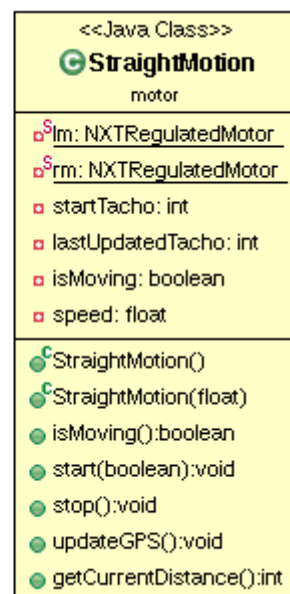 <<Java Class>>
C StraightMotion
motor
S lm: NXTRegulatedMotor
S rm: NXTRegulatedMotor
startTacho: int
lastUpdatedTacho: int
isMoving: boolean
speed: float
C StraightMotion()
C StraightMotion(float)
isMoving():boolean
start(boolean):void
stop():void
updateGPS():void
getCurrentDistance():int